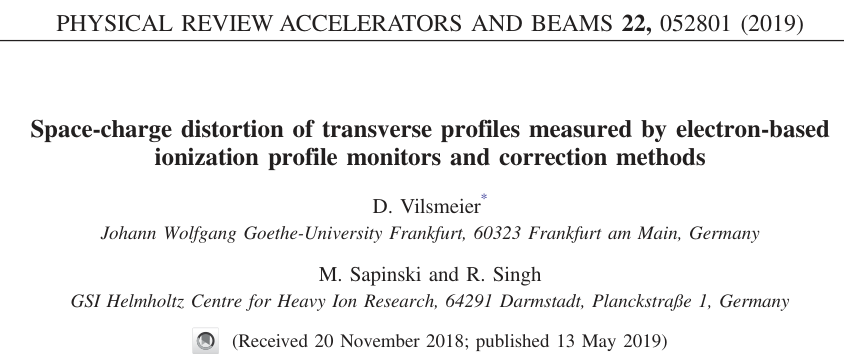 PHYSICAL REVIEW ACCELERATORS AND BEAMS 22, 052801 (2019)
Space-charge distortion of transverse profiles measured by electron-based
ionization profile monitors and correction methods
D. Vilsmeier*
Johann Wolfgang Goethe-University Frankfurt, 60323 Frankfurt am Main, Germany
M. Sapinski and R. Singh
GSI Helmholtz Centre for Heavy Ion Research, 64291 Darmstadt, Planckstraße 1, Germany
(Received 20 November 2018; published 13 May 2019)